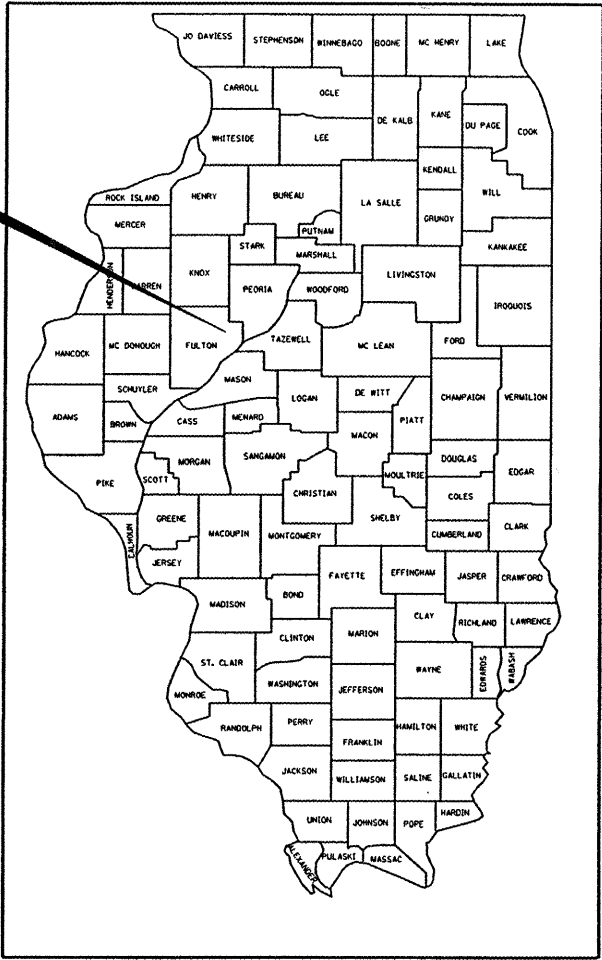 JO DAVIESS STEPHENSON WINNEBAGO BOONE MC HENRY LAKE
CARROLL OGLE DE KALB KANE DU PAGE COOK
WHITESIDE LEE
KENDALL
ROCK ISLAND HENRY BUREAU LA SALLE WILL
MERCER PUTNAM GRUNDY
STARK MARSHALL KANKAKEE
HENDERSON WARREN KNOX PEORIA WOODFORD LIVINGSTON IROQUOIS
HANCOCK MC DONOUGH FULTON TAZEWELL MC LEAN FORD
SCHUYLER MASON
ADAMS BROWN CASS MENARD LOGAN DE WITT PIATT CHAMPAIGN VERMILION
MACON
PIKE SCOTT MORGAN SANGAMON MOULTRIE DOUGLAS EDGAR
CHRISTIAN COLES
CALHOUN GREENE MACOUPIN MONTGOMERY SHELBY CUMBERLAND CLARK
JERSEY
MADISON BOND FAYETTE EFFINGHAM JASPER CRAWFORD
CLINTON MARION CLAY RICHLAND LAWRENCE
ST. CLAIR WASHINGTON JEFFERSON WAYNE EDWARDS WABASH
MONROE
RANDOLPH PERRY FRANKLIN HAMILTON WHITE
JACKSON WILLIAMSON SALINE GALLATIN
UNION JOHNSON POPE HARDIN
ALEXANDER PULASKI MASSAC